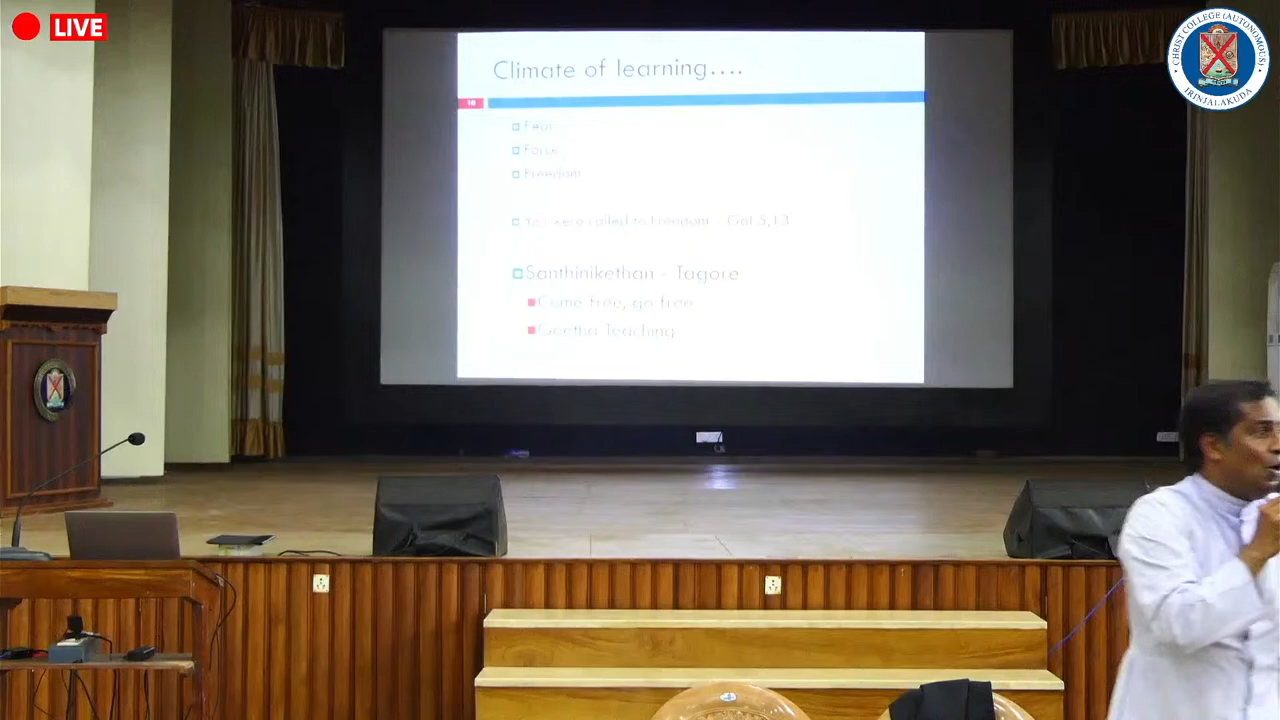 LIVE
CHRIST COLLEGE (AUTONOMOUS)
IRINJALAKUDA
Climate of learning....
10
Fear
Force
Freedom
You were called to Freedom - Gal 5,13
Santhinikethan - Tagore
Come free, go free
Geetha Teaching